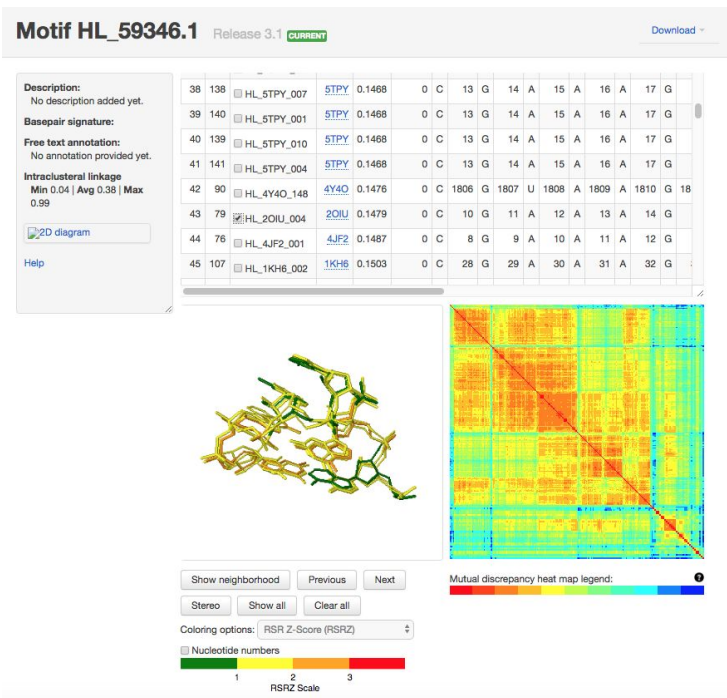 Motif HL_59346.1 Release 3.1 CURRENT
Download
Description:
No description added yet.
Basepair signature:
Free text annotation:
No annotation provided yet.
Intraclusteral linkage
Min 0.04 | Avg 0.38 | Max
0.99
2D diagram
Help
38 138 HL_5TPY_007 5TPY 0.1468 0 C 13 G 14 A 15 A 16 A 17 G
39 140 HL_5TPY_001 5TPY 0.1468 0 C 13 G 14 A 15 A 16 A 17 G
40 139 HL_5TPY_010 5TPY 0.1468 0 C 13 G 14 A 15 A 16 A 17 G
41 141 HL_5TPY_004 5TPY 0.1468 0 C 13 G 14 A 15 A 16 A 17 G
42 90 HL_4Y4O_148 4Y4O 0.1476 0 C 1806 G 1807 U 1808 A 1809 A 1810 G 18
43 79 HL_2OIU_004 2OIU 0.1479 0 C 10 G 11 A 12 A 13 A 14 G
44 76 HL_4JF2_001 4JF2 0.1487 0 C 8 G 9 A 10 A 11 A 12 G
45 107 HL_1KH6_002 1KH6 0.1503 0 C 28 G 29 A 30 A 31 A 32 G
Show neighborhood Previous Next
Stereo Show all Clear all
Coloring options: RSR Z-Score (RSRZ)
Nucleotide numbers
1 2 3
RSRZ Scale
Mutual discrepancy heat map legend: